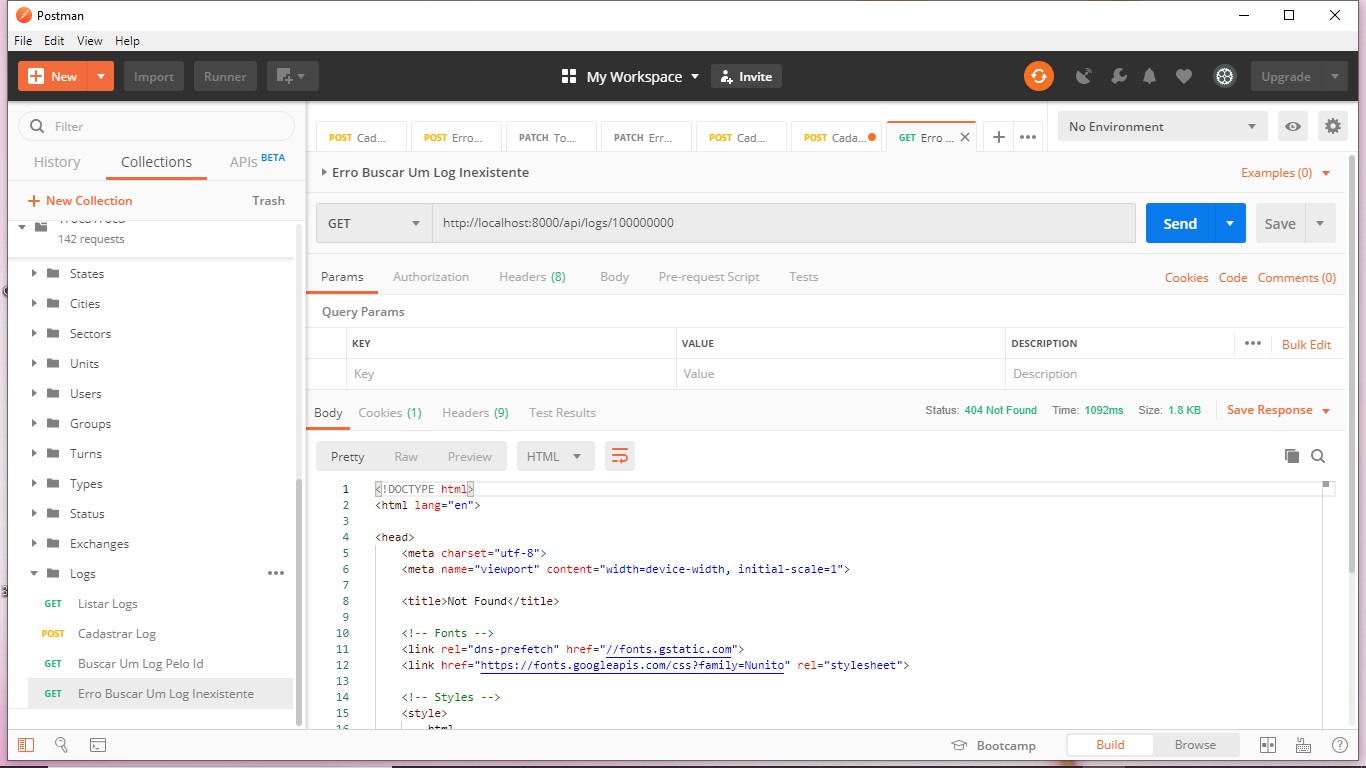 Postman
File Edit View Help
New Import Runner My Workspace Invite Upgrade
Filter
History Collections APIs BETA
New Collection Trash
142 requests
States
Cities
Sectors
Units
Users
Groups
Turns
Types
Status
Exchanges
Logs
GET Listar Logs
POST Cadastrar Log
GET Buscar Um Log Pelo Id
GET Erro Buscar Um Log Inexistente
POST Cad... POST Erro... PATCH To... PATCH Err... POST Cad... POST Cada... GET Erro ... No Environment
Erro Buscar Um Log Inexistente Examples (0)
GET http://localhost:8000/api/logs/100000000 Send Save
Params Authorization Headers (8) Body Pre-request Script Tests Cookies Code Comments (0)
Query Params
KEY VALUE DESCRIPTION Bulk Edit
Key Value Description
Body Cookies (1) Headers (9) Test Results Status: 404 Not Found Time: 1092ms Size: 1.8 KB Save Response
Pretty Raw Preview HTML
1 <!DOCTYPE html>
2 <html lang="en">
3
4 <head>
5 <meta charset="utf-8">
6 <meta name="viewport" content="width=device-width, initial-scale=1">
7
8 <title>Not Found</title>
9
10 <!-- Fonts -->
11 <link rel="dns-prefetch" href="//fonts.gstatic.com">
12 <link href="https://fonts.googleapis.com/css?family=Nunito" rel="stylesheet">
13
14 <!-- Styles -->
15 <style>
16 html
Bootcamp Build Browse